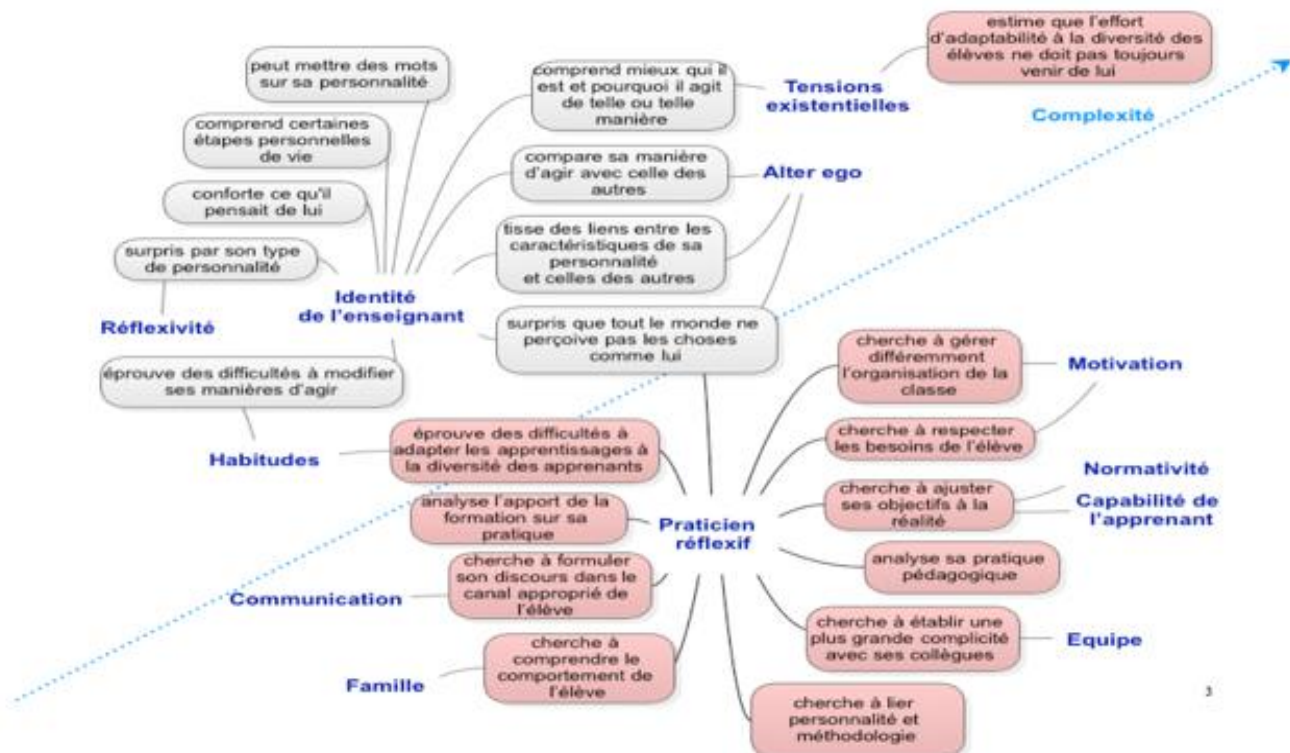 estime que l'effort
d'adaptabilité à la diversité des
élèves ne doit pas toujours
venir de lui
peut mettre des mots
sur sa personnalité
comprend mieux qui il
est et pourquoi il agit
de telle ou telle
manière
Tensions
existentielles
Complexité
comprend certaines
étapes personnelles
de vie
compare sa manière
d'agir avec celle des
autres
Alter ego
conforte ce qu'il
pensait de lui
tisse des liens entre les
caractéristiques de sa
personnalité
et celles des autres
surpris par son type
de personnalité
Réflexivité
Identité
de l'enseignant
surpris que tout le monde ne
perçoive pas les choses
comme lui
éprouve des difficultés à modifier
ses manières d'agir
cherche à gérer
différemment
l'organisation de la
classe
Motivation
Habitudes
éprouve des difficultés à
adapter les apprentissages à
la diversité des apprenants
cherche à respecter
les besoins de l'élève
analyse l'apport de la
formation sur sa
pratique
Praticien
réflexif
cherche à ajuster
ses objectifs à la
réalité
Normativité
Capabilité de
l'apprenant
Communication
cherche à formuler
son discours dans le
canal approprié de
l'élève
analyse sa pratique
pédagogique
cherche à établir une
plus grande complicité
avec ses collègues
Equipe
Famille
cherche à
comprendre le
comportement de
l'élève
cherche à lier
personnalité et
méthodologie
3